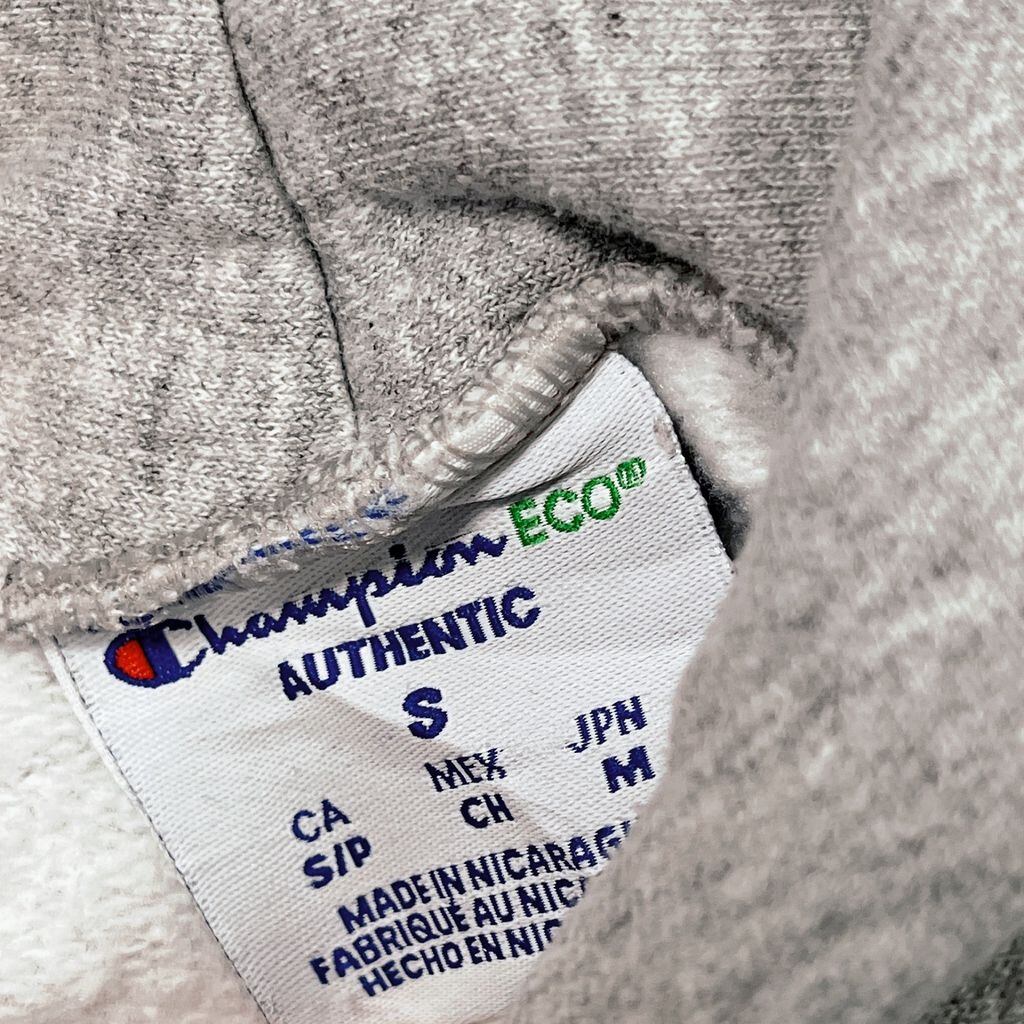 Champion ECO®
AUTHENTIC
S
CA MEX JPN
S/P CH M
MADE IN NICARAG
FABRIQUÉ AU NIC
HECHO EN NIC